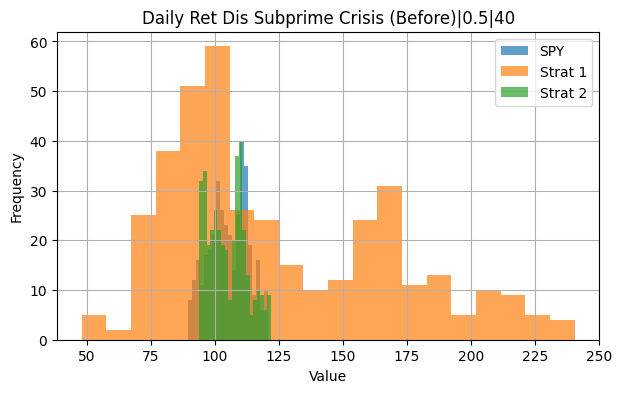 Daily Ret Dis Subprime Crisis (Before)|0.5|40
60
50
40
30
20
10
0
Frequency
SPY
Strat 1
Strat 2
50 75 100 125 150 175 200 225 250
Value